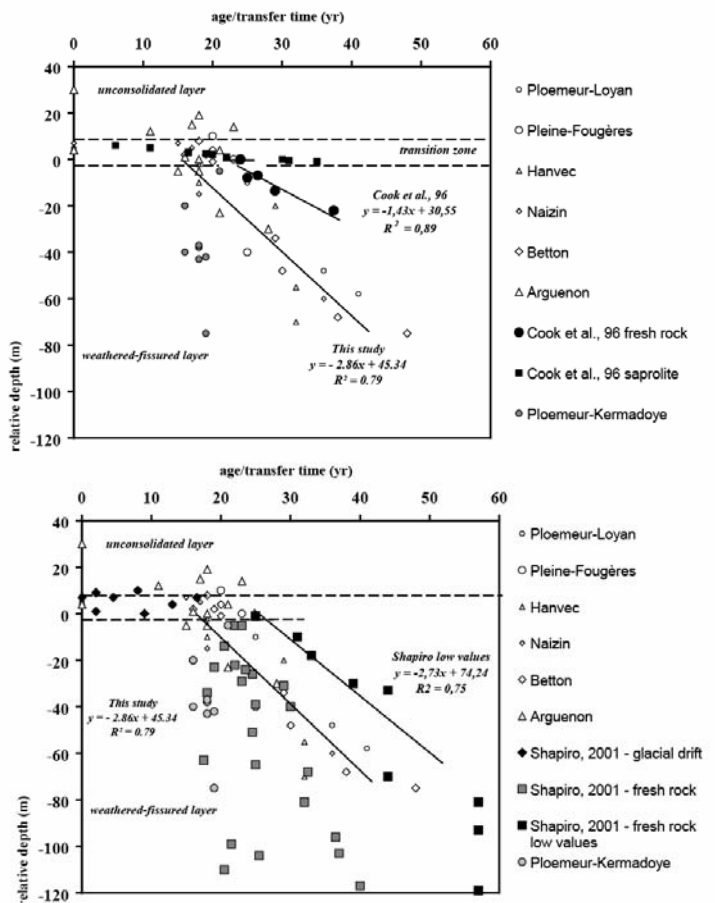 age/transfer time (yr)
0 10 20 30 40 50 60
40
20
0
-20
-40
-60
-80
-100
-120
relative depth (m)
unconsolidated layer
transition zone
Cook et al., 96
y = -1,43x + 30,55
R² = 0,89
This study
y = - 2.86x + 45.34
R² = 0.79
weathered-fissured layer
Ploemeur-Loyan
Pleine-Fougères
Hanvec
Naizin
Betton
Arguenon
Cook et al., 96 fresh rock
Cook et al., 96 saprolite
Ploemeur-Kermadoye
age/transfer time (yr)
0 10 20 30 40 50 60
40
20
0
-20
-40
-60
-80
-100
-120
relative depth (m)
unconsolidated layer
Shapiro low values
y = -2,73x + 74,24
R2 = 0,75
This study
y = - 2.86x + 45.34
R² = 0.79
weathered-fissured layer
Ploemeur-Loyan
Pleine-Fougères
Hanvec
Naizin
Betton
Arguenon
Shapiro, 2001 - glacial drift
Shapiro, 2001 - fresh rock
Shapiro, 2001 - fresh rock
low values
Ploemeur-Kermadoye